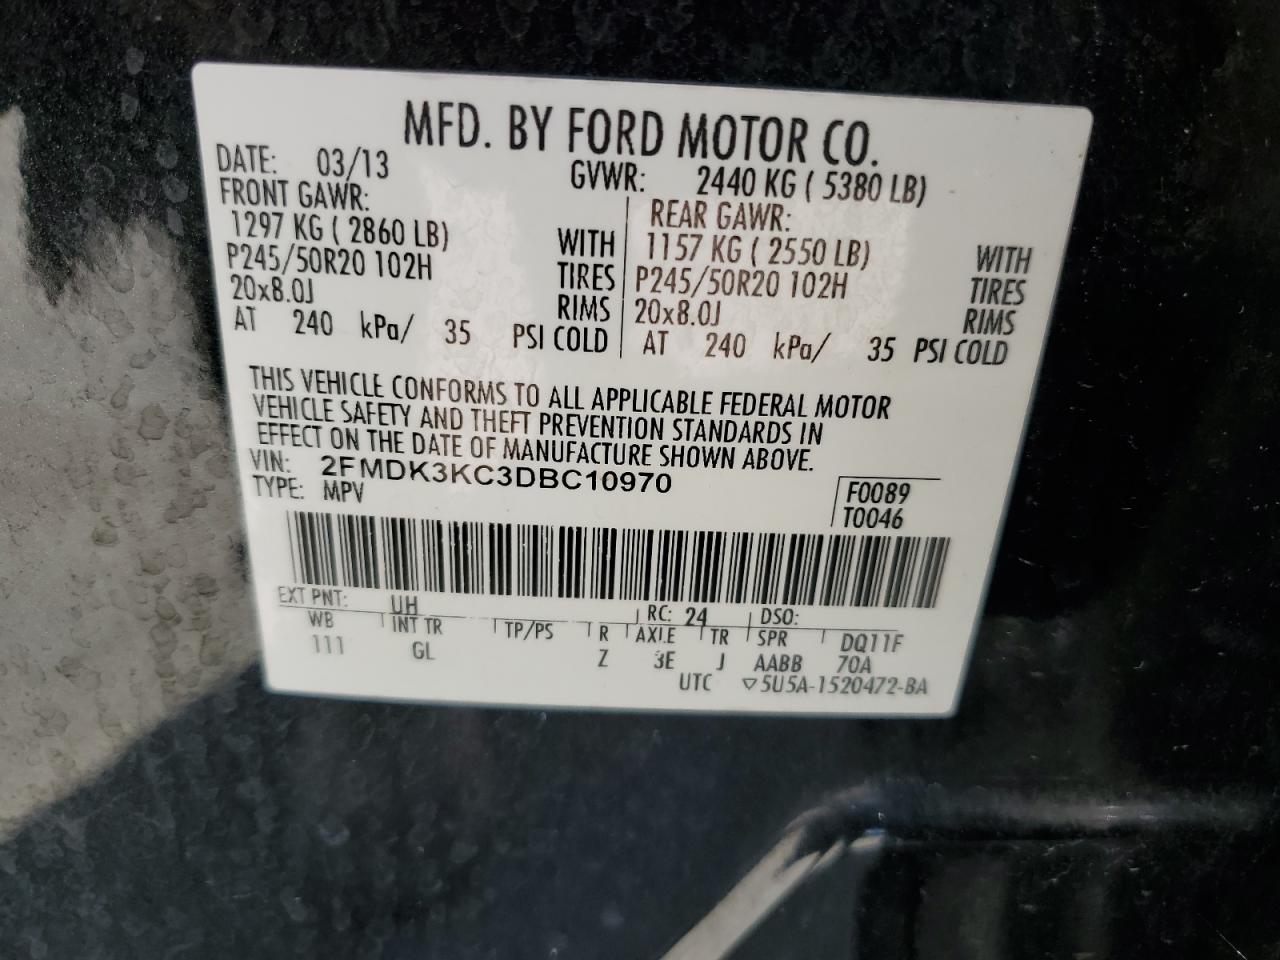 MFD. BY FORD MOTOR CO.
DATE: 03/13 GVWR: 2440 KG ( 5380 LB)
FRONT GAWR: REAR GAWR:
1297 KG ( 2860 LB) WITH 1157 KG ( 2550 LB) WITH
P245/50R20 102H TIRES P245/50R20 102H TIRES
20x8.0J RIMS 20x8.0J RIMS
AT 240 kPa/ 35 PSI COLD AT 240 kPa/ 35 PSI COLD
THIS VEHICLE CONFORMS TO ALL APPLICABLE FEDERAL MOTOR
VEHICLE SAFETY AND THEFT PREVENTION STANDARDS IN
EFFECT ON THE DATE OF MANUFACTURE SHOWN ABOVE.
VIN: 2FMDK3KC3DBC10970
TYPE: MPV F0089
T0046
EXT PNT: UH RC: 24 DSO:
WB INT TR TP/PS R AXLE TR SPR DQ11F
111 GL Z 3E J AABB 70A
UTC ▽5U5A-1520472-BA